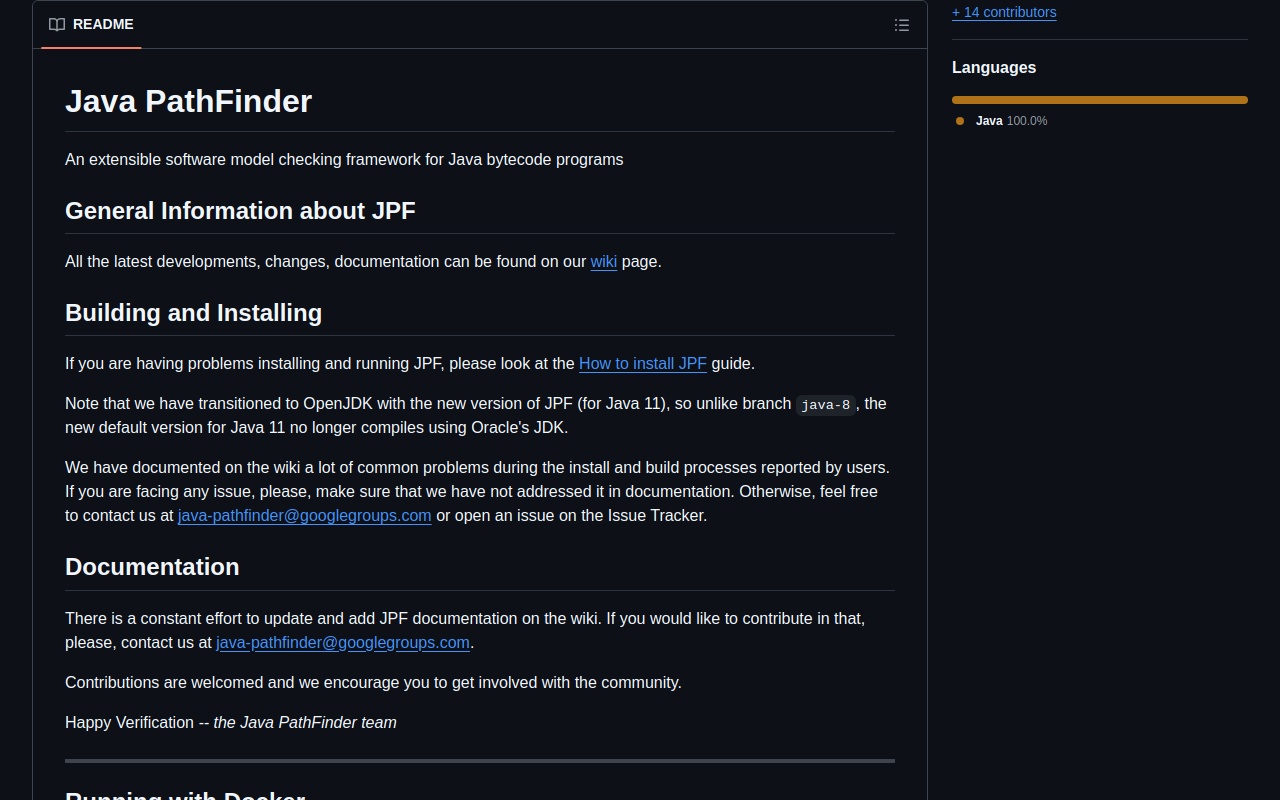 README
+ 14 contributors
Languages
Java 100.0%
Java PathFinder
An extensible software model checking framework for Java bytecode programs
General Information about JPF
All the latest developments, changes, documentation can be found on our wiki page.
Building and Installing
If you are having problems installing and running JPF, please look at the How to install JPF guide.
Note that we have transitioned to OpenJDK with the new version of JPF (for Java 11), so unlike branch java-8, the
new default version for Java 11 no longer compiles using Oracle's JDK.
We have documented on the wiki a lot of common problems during the install and build processes reported by users.
If you are facing any issue, please, make sure that we have not addressed it in documentation. Otherwise, feel free
to contact us at java-pathfinder@googlegroups.com or open an issue on the Issue Tracker.
Documentation
There is a constant effort to update and add JPF documentation on the wiki. If you would like to contribute in that,
please, contact us at java-pathfinder@googlegroups.com.
Contributions are welcomed and we encourage you to get involved with the community.
Happy Verification -- the Java PathFinder team
Running with Docker